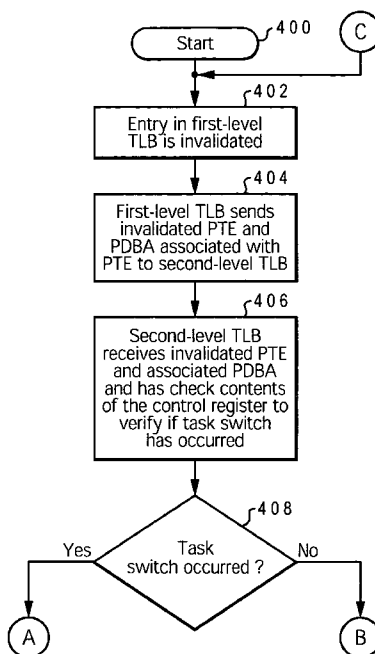 Start
400
C
402
Entry in first-level
TLB is invalidated
404
First-level TLB sends
invalidated PTE and
PDBA associated with
PTE to second-level TLB
406
Second-level TLB
receives invalidated PTE
and associated PDBA
and has check contents
of the control register to
verify if task switch
has occurred
408
Yes
Task
switch occurred ?
No
A
B